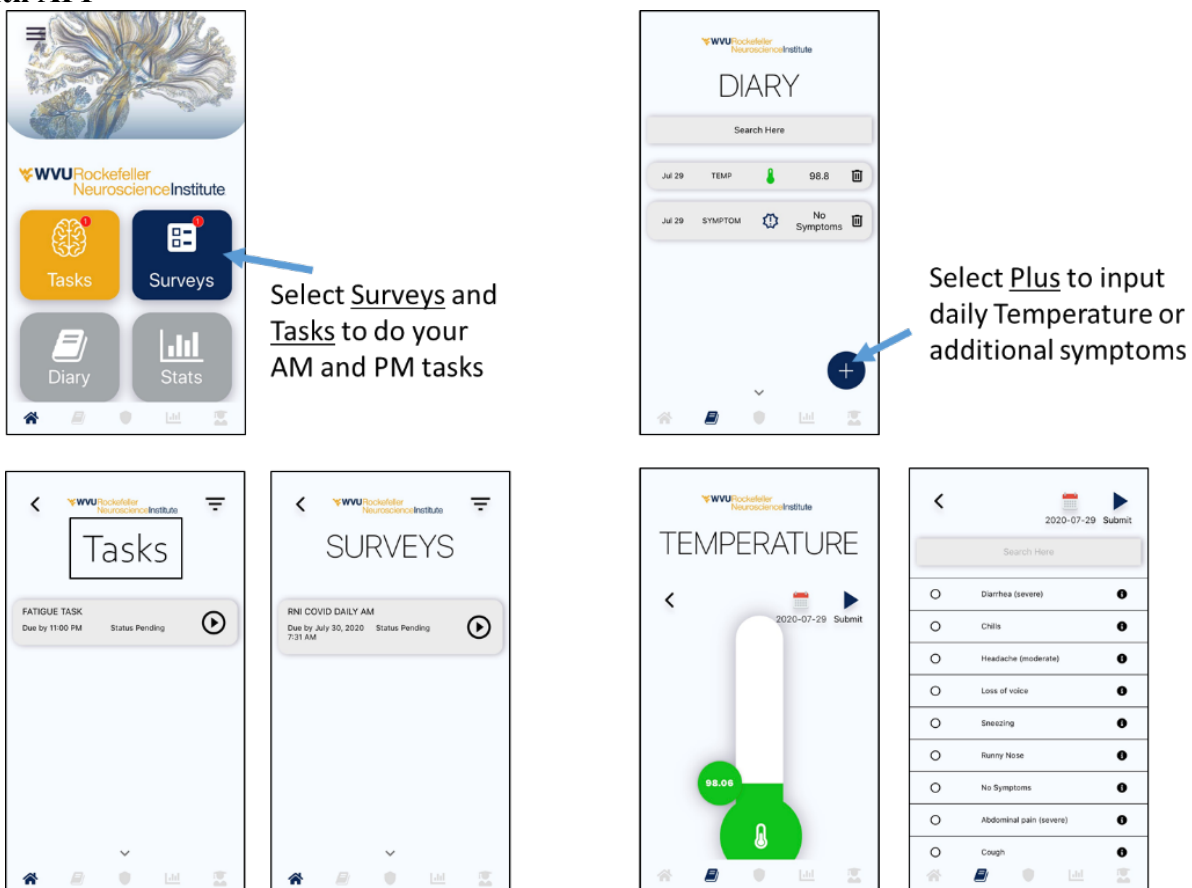 WVURockefeller
NeuroscienceInstitute
1
Tasks
1
Surveys
Diary
Stats
Select Surveys and
Tasks to do your
AM and PM tasks
WVURockefeller
NeuroscienceInstitute
DIARY
Search Here
Jul 29 TEMP 98.8
Jul 29 SYMPTOM No
Symptoms
Select Plus to input
daily Temperature or
additional symptoms
WVURockefeller
NeuroscienceInstitute
Tasks
FATIGUE TASK
Due by 11:00 PM Status Pending
WVURockefeller
NeuroscienceInstitute
SURVEYS
RNI COVID DAILY AM
Due by July 30, 2020 Status Pending
7:31 AM
WVURockefeller
NeuroscienceInstitute
TEMPERATURE
2020-07-29 Submit
98.06
2020-07-29 Submit
Search Here
Diarrhea (severe)
Chills
Headache (moderate)
Loss of voice
Sneezing
Runny Nose
No Symptoms
Abdominal pain (severe)
Cough